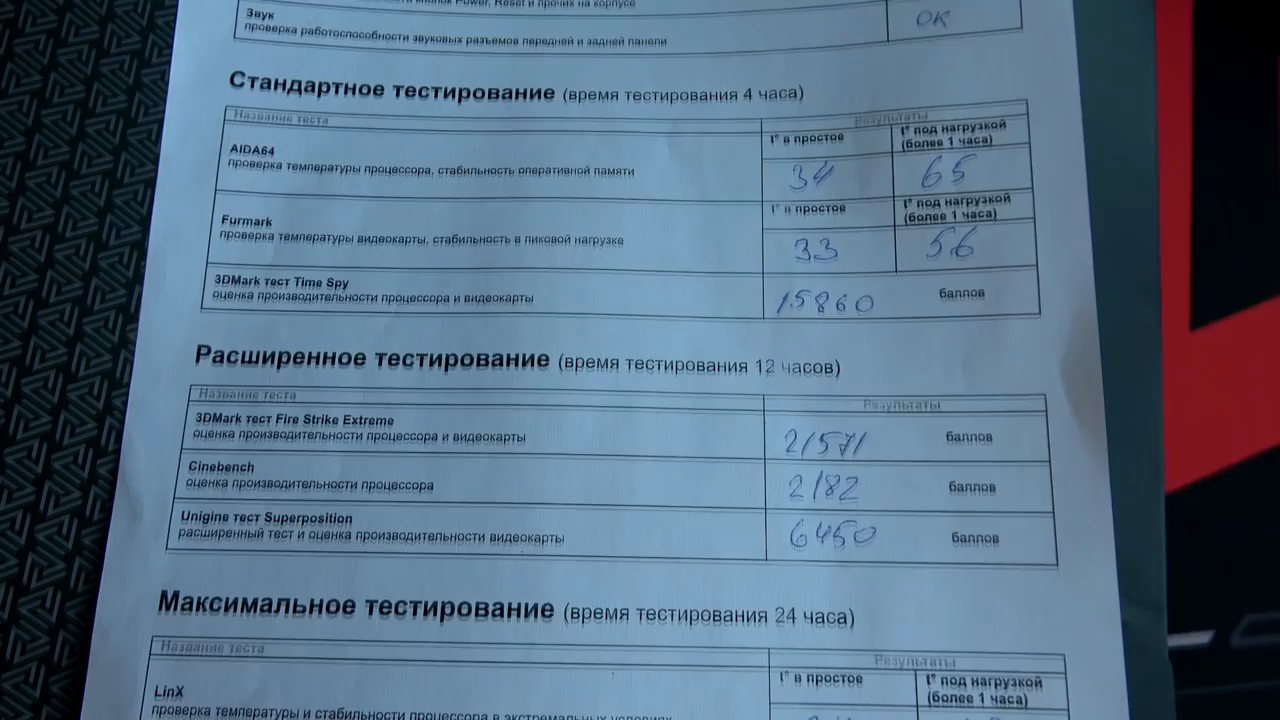 Power, Reset и прочих на корпусе
Звук
проверка работоспособности звуковых разъемов передней и задней панели
OK
Стандартное тестирование (время тестирования 4 часа)
Название теста
Результаты
AIDA64
проверка температуры процессора, стабильность оперативной памяти
t° в простое
t° под нагрузкой
(более 1 часа)
34
65
Furmark
проверка температуры видеокарты, стабильность в пиковой нагрузке
t° в простое
t° под нагрузкой
(более 1 часа)
33
56
3DMark тест Time Spy
оценка производительности процессора и видеокарты
15860 баллов
Расширенное тестирование (время тестирования 12 часов)
Название теста
Результаты
3DMark тест Fire Strike Extreme
оценка производительности процессора и видеокарты
21571 баллов
Cinebench
оценка производительности процессора
2182 баллов
Unigine тест Superposition
расширенный тест и оценка производительности видеокарты
6450 баллов
Максимальное тестирование (время тестирования 24 часа)
Название теста
Результаты
LinX
проверка температуры и стабильности процессора в экстремальных условиях
t° в простое
t° под нагрузкой
(более 1 часа)